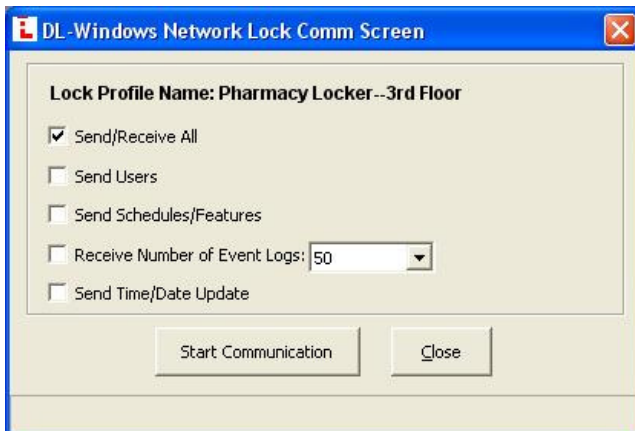 DL-Windows Network Lock Comm Screen
Lock Profile Name: Pharmacy Locker--3rd Floor
Send/Receive All
Send Users
Send Schedules/Features
Receive Number of Event Logs: 50
Send Time/Date Update
Start Communication Close